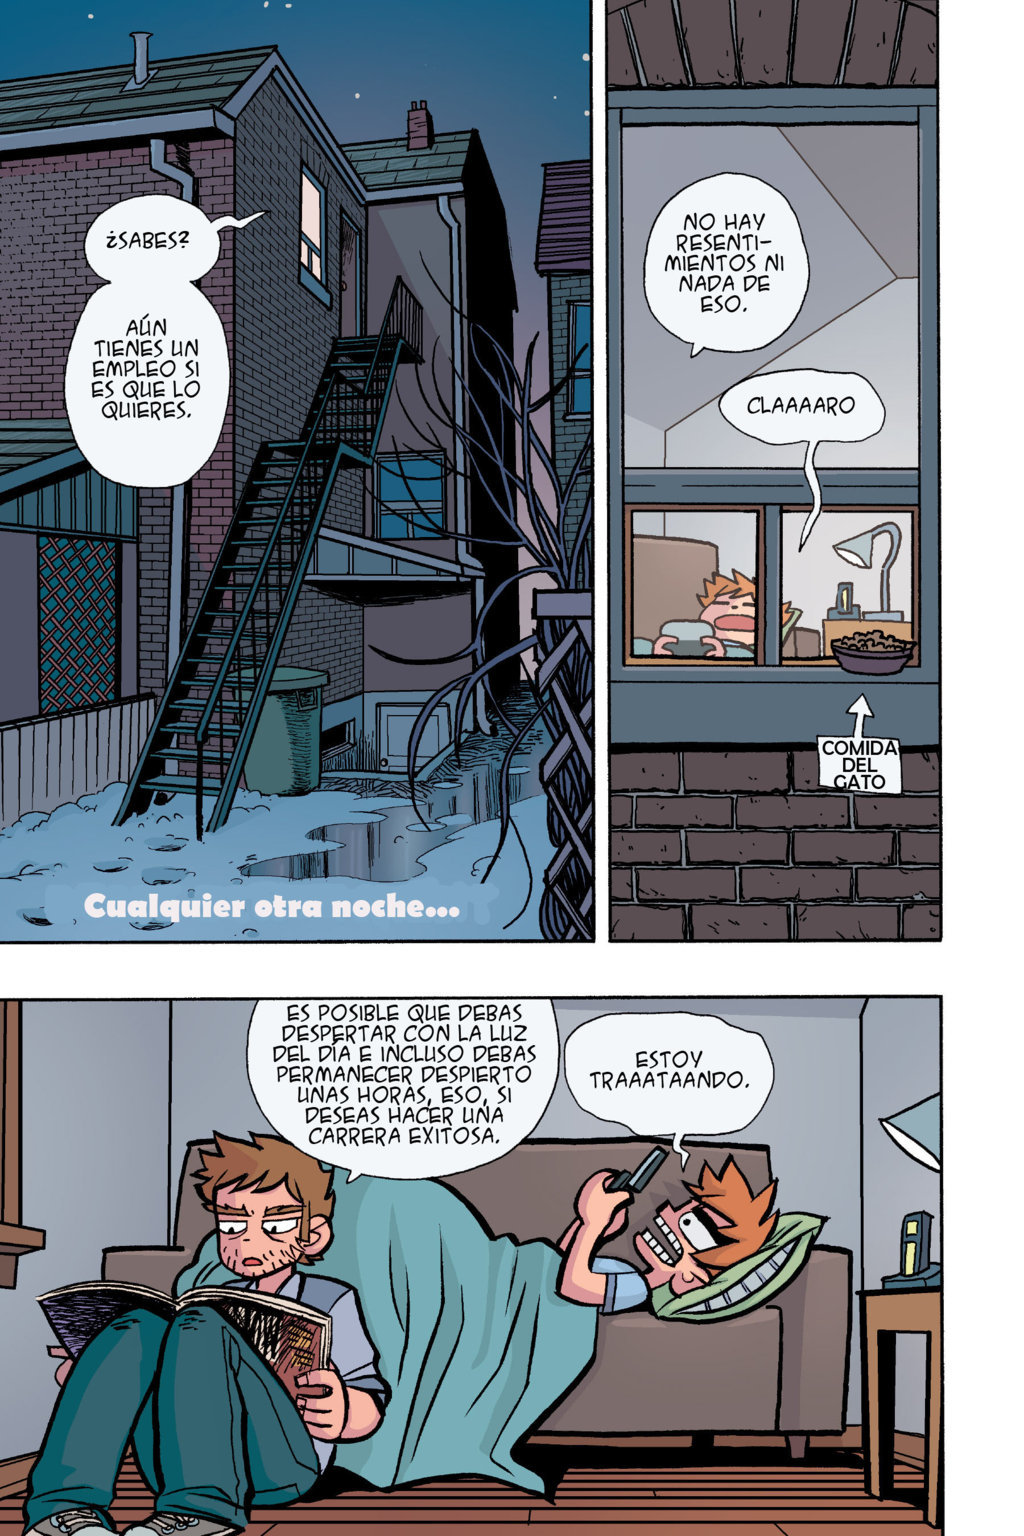 ¿SABES?
AÚN
TIENES UN
EMPLEO SI
ES QUE LO
QUIERES.
Cualquier otra noche...
NO HAY
RESENTI-
MIENTOS NI
NADA DE
ESO.
CLAAAARO
COMIDA
DEL
GATO
ES POSIBLE QUE DEBAS
DESPERTAR CON LA LUZ
DEL DÍA E INCLUSO DEBAS
PERMANECER DESPIERTO
UNAS HORAS, ESO, SI
DESEAS HACER UNA
CARRERA EXITOSA.
ESTOY
TRAAATAANDO.